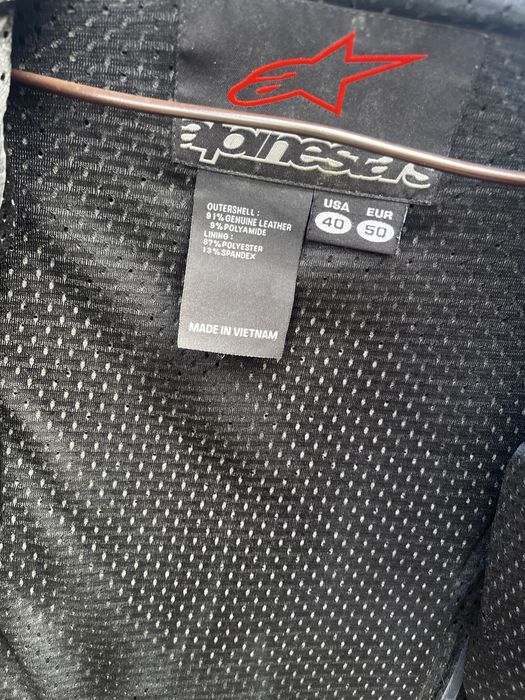 alpinestars
OUTERSHELL :
91% GENUINE LEATHER
9% POLYAMIDE
LINING :
87% POLYESTER
13% SPANDEX
MADE IN VIETNAM
USA EUR
40 50